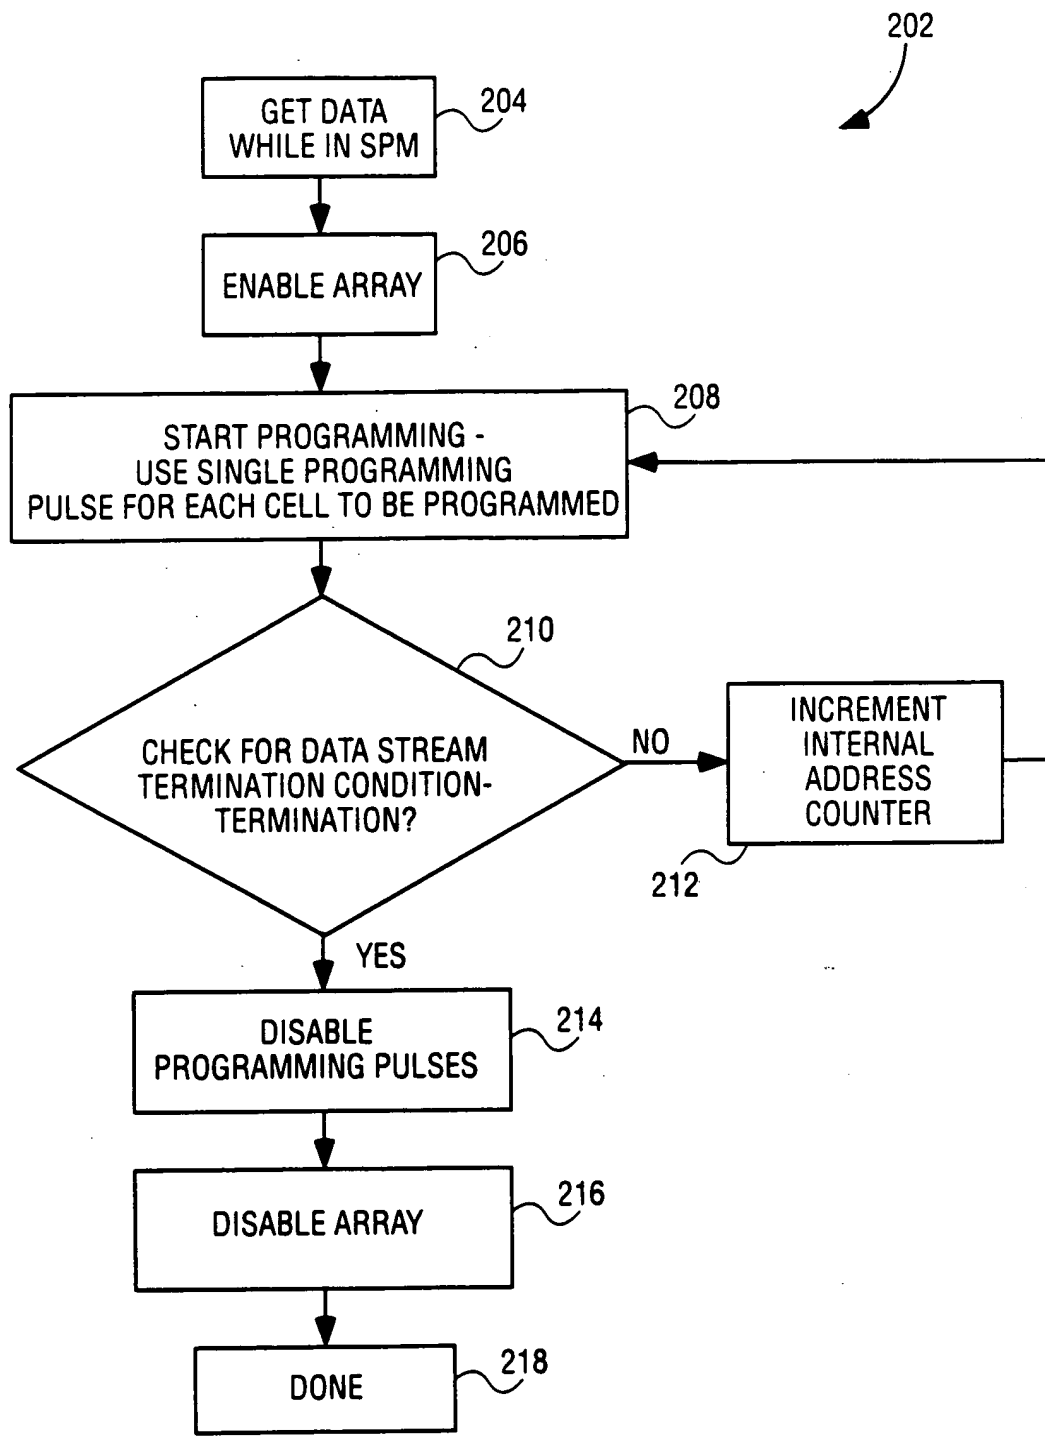 202
GET DATA
WHILE IN SPM
204
ENABLE ARRAY
206
START PROGRAMMING -
USE SINGLE PROGRAMMING
PULSE FOR EACH CELL TO BE PROGRAMMED
208
CHECK FOR DATA STREAM
TERMINATION CONDITION-
TERMINATION?
210
NO
INCREMENT
INTERNAL
ADDRESS
COUNTER
212
YES
DISABLE
PROGRAMMING PULSES
214
DISABLE ARRAY
216
DONE
218